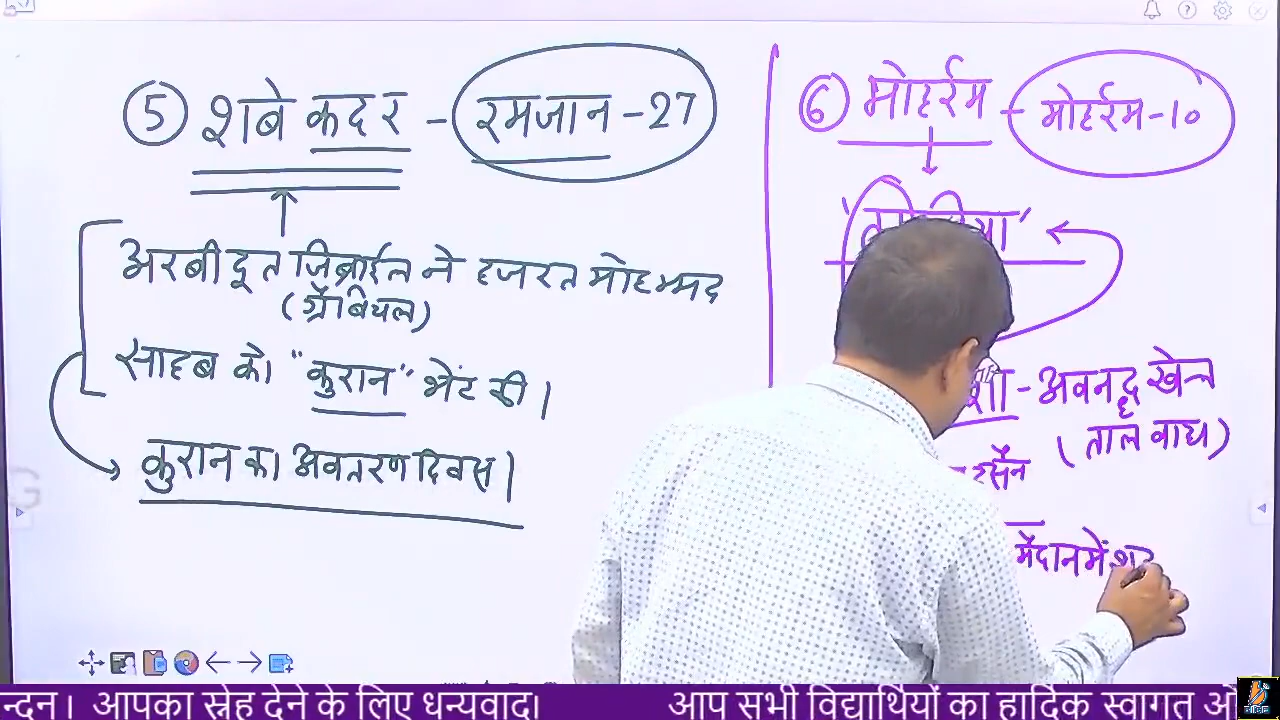 ⑤ शबे कदर - रमजान - 27
अरबी दूत जिब्राईल ने हजरत मोहम्मद
(ग्रेबियल)
साहब को "कुरान" भेंट की।
कुरान का अवतरण दिवस।
⑥ मोहर्रम - मोहर्रम - 10
- अवनद्ध खेल
(ताल वाद्य)
मैदान में
न्दन। आपका स्नेह देने के लिए धन्यवाद।
आप सभी विद्यार्थियों का हार्दिक स्वागत